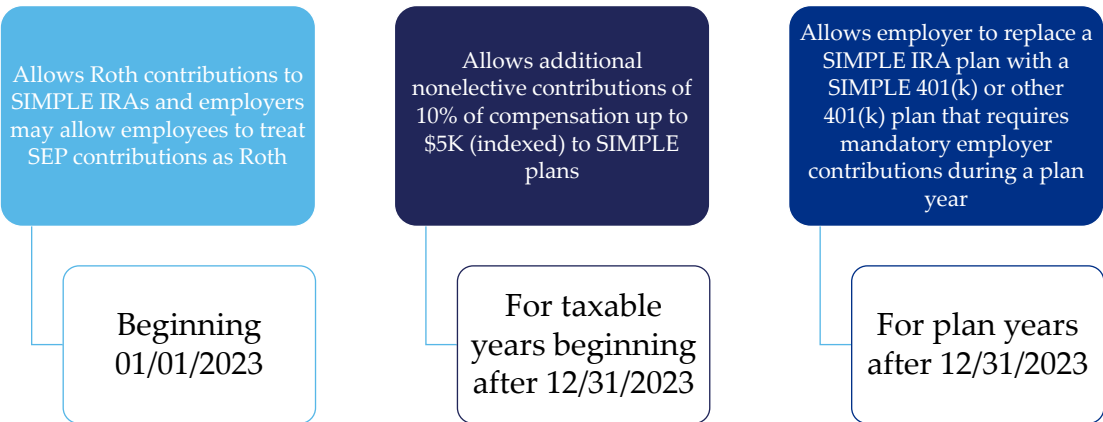 Allows Roth contributions to
SIMPLE IRAs and employers
may allow employees to treat
SEP contributions as Roth
Beginning
01/01/2023
Allows additional
nonelective contributions of
10% of compensation up to
$5K (indexed) to SIMPLE
plans
For taxable
years beginning
after 12/31/2023
Allows employer to replace a
SIMPLE IRA plan with a
SIMPLE 401(k) or other
401(k) plan that requires
mandatory employer
contributions during a plan
year
For plan years
after 12/31/2023